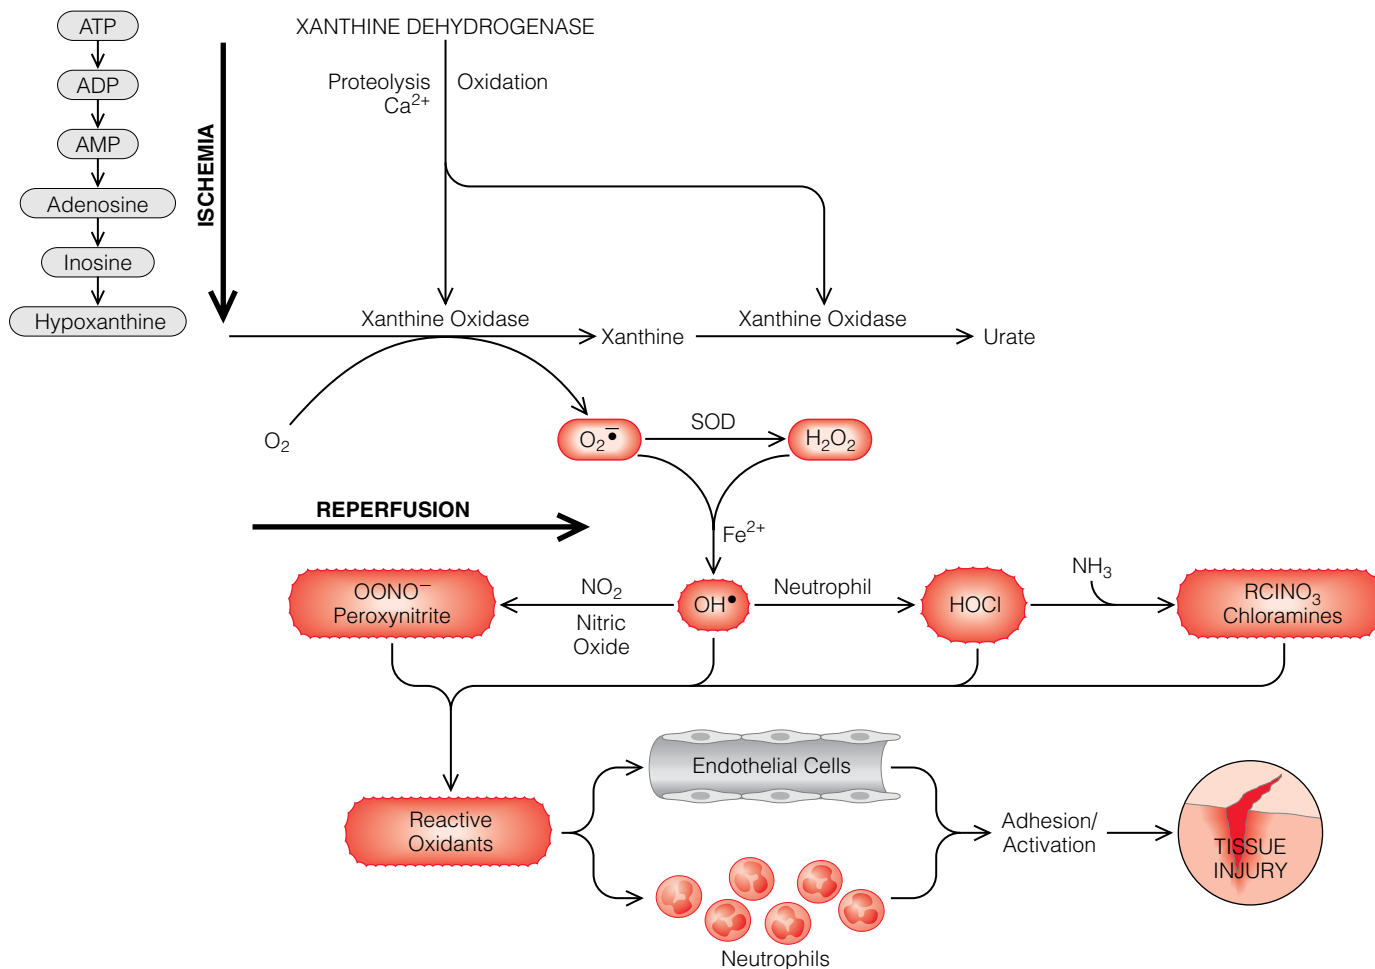 ATP
ADP
AMP
Adenosine
Inosine
Hypoxanthine
ISCHEMIA
XANTHINE DEHYDROGENASE
Proteolysis
Ca²⁺
Oxidation
Xanthine Oxidase
Xanthine
Xanthine Oxidase
Urate
O₂
O₂•̅
SOD
H₂O₂
REPERFUSION
Fe²⁺
OONO⁻
Peroxynitrite
NO₂
Nitric
Oxide
OH•
Neutrophil
HOCl
NH₃
RClNO₃
Chloramines
Reactive
Oxidants
Endothelial Cells
Neutrophils
Adhesion/
Activation
TISSUE
INJURY